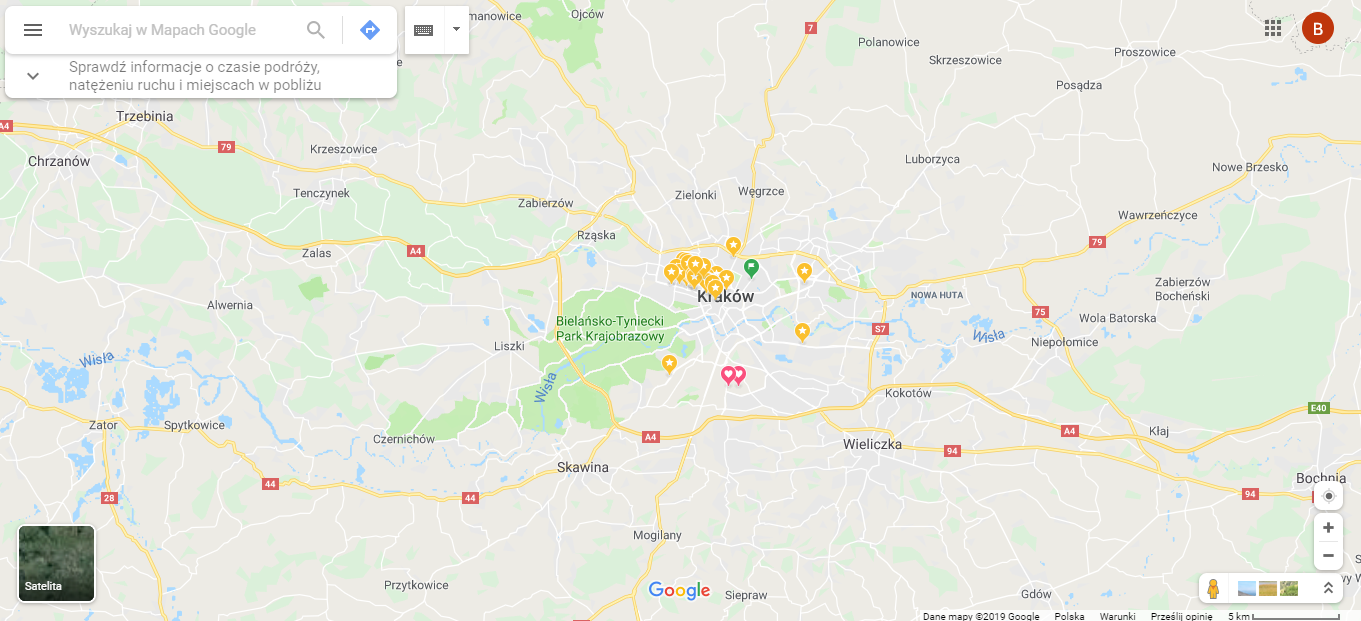 Wyszukaj w Mapach Google
Sprawdź informacje o czasie podróży,
natężeniu ruchu i miejscach w pobliżu
B
Ojców
7
Polanowice
Skrzeszowice
Proszowice
Posądza
Trzebinia
A4
79
Chrzanów
Krzeszowice
Luborzyca
Nowe Brzesko
Tenczynek
Zabierzów
Zielonki
Węgrzce
Wawrzeńczyce
Rząska
79
Zalas
A4
Zabierzów
Bocheński
NOWA HUTA
Kraków
Alwernia
75
Wola Batorska
Bielańsko-Tyniecki
Park Krajobrazowy
S7
Wisła
Niepołomice
Liszki
Wisła
Wisła
Kokotów
E40
Zator
Spytkowice
Czernichów
A4
A4
Kłaj
Wieliczka
94
Skawina
Bochnia
44
28
44
94
Mogilany
Satelita
Przytkowice
Google
Siepraw
Gdów
Dane mapy ©2019 Google
Polska
Warunki
Prześlij opinię
5 km